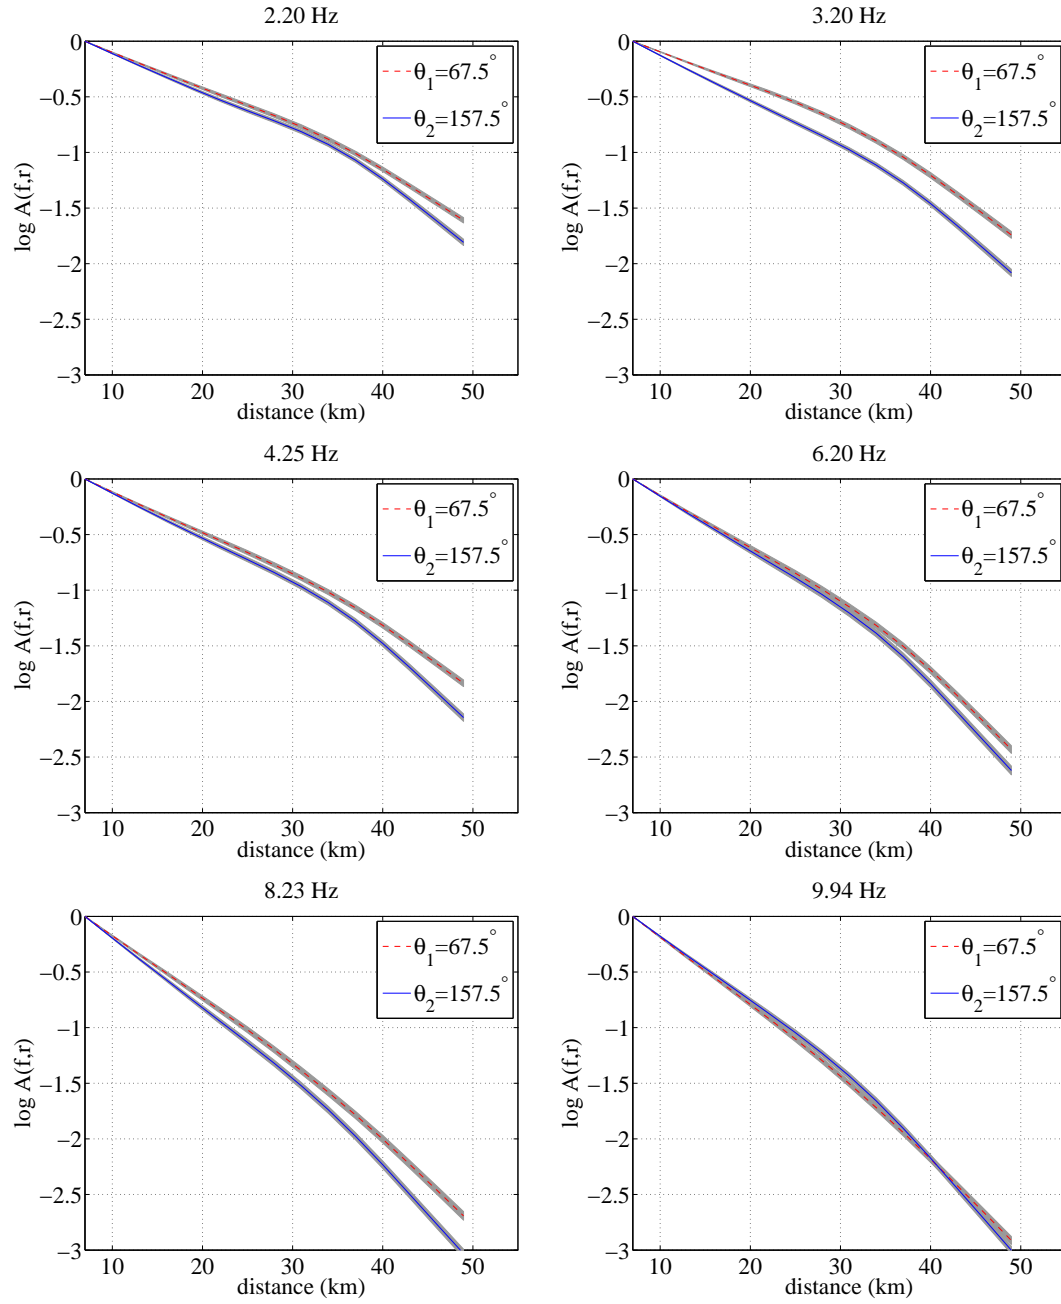 2.20 Hz
0
−0.5
−1
−1.5
−2
−2.5
−3
10 20 30 40 50
distance (km)
log A(f,r)
θ1=67.5°
θ2=157.5°
3.20 Hz
0
−0.5
−1
−1.5
−2
−2.5
−3
10 20 30 40 50
distance (km)
log A(f,r)
θ1=67.5°
θ2=157.5°
4.25 Hz
0
−0.5
−1
−1.5
−2
−2.5
−3
10 20 30 40 50
distance (km)
log A(f,r)
θ1=67.5°
θ2=157.5°
6.20 Hz
0
−0.5
−1
−1.5
−2
−2.5
−3
10 20 30 40 50
distance (km)
log A(f,r)
θ1=67.5°
θ2=157.5°
8.23 Hz
0
−0.5
−1
−1.5
−2
−2.5
−3
10 20 30 40 50
distance (km)
log A(f,r)
θ1=67.5°
θ2=157.5°
9.94 Hz
0
−0.5
−1
−1.5
−2
−2.5
−3
10 20 30 40 50
distance (km)
log A(f,r)
θ1=67.5°
θ2=157.5°